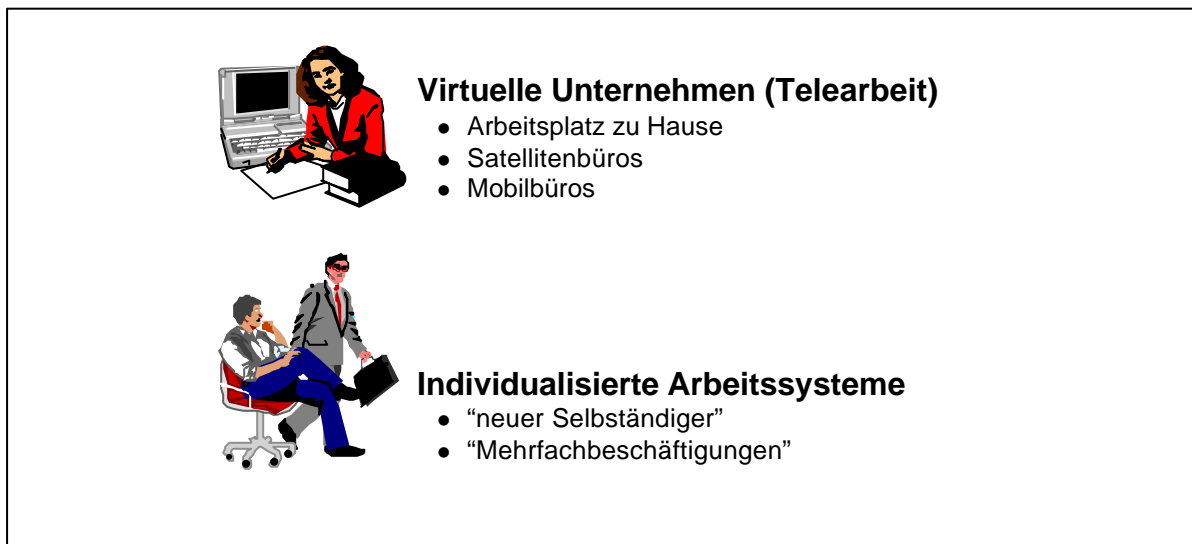 Virtuelle Unternehmen (Telearbeit)
● Arbeitsplatz zu Hause
● Satellitenbüros
● Mobilbüros
Individualisierte Arbeitssysteme
● “neuer Selbständiger”
● “Mehrfachbeschäftigungen”